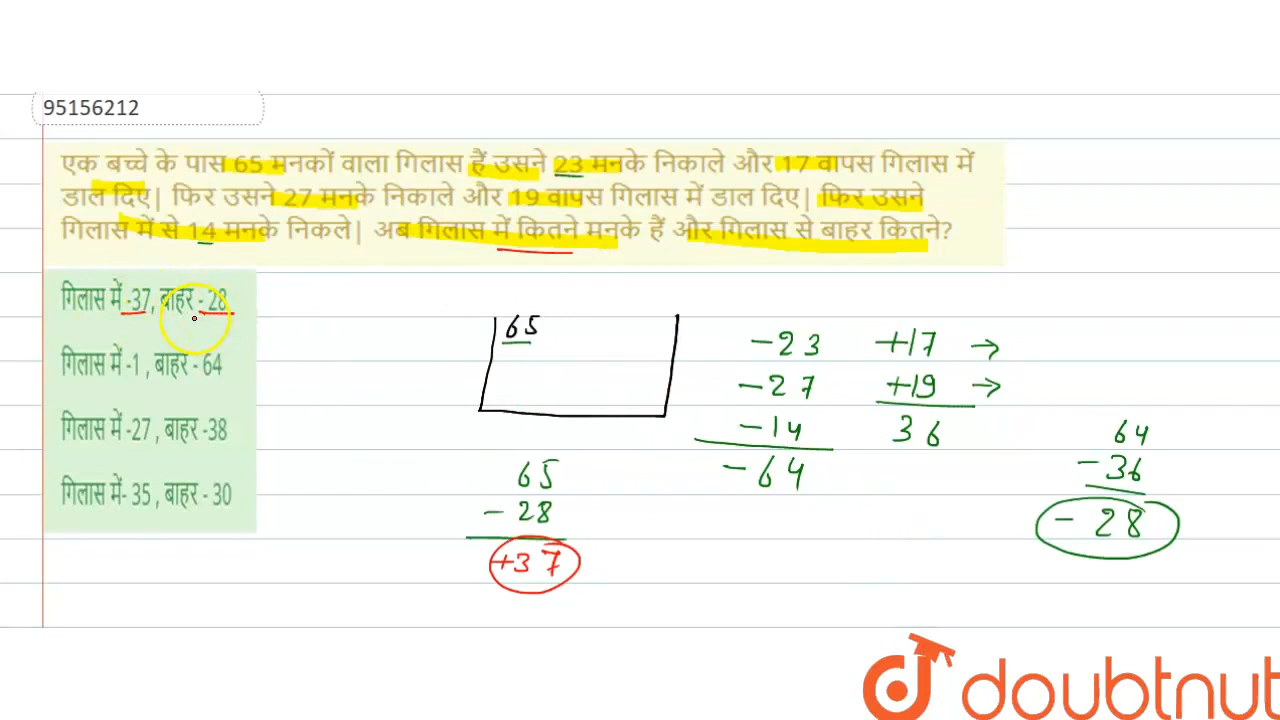 95156212
एक बच्चे के पास 65 मनकों वाला गिलास हैं उसने 23 मनके निकाले और 17 वापस गिलास में
डाल दिए| फिर उसने 27 मनके निकाले और 19 वापस गिलास में डाल दिए| फिर उसने
गिलास में से 14 मनके निकले| अब गिलास में कितने मनके हैं और गिलास से बाहर कितने?
गिलास में -37, बाहर - 28
गिलास में -1 , बाहर - 64
गिलास में -27 , बाहर -38
गिलास में- 35 , बाहर - 30
65
-23 +17 →
-27 +19 →
-14 36
-64
65
- 28
+37
64
- 36
- 28
doubtnut